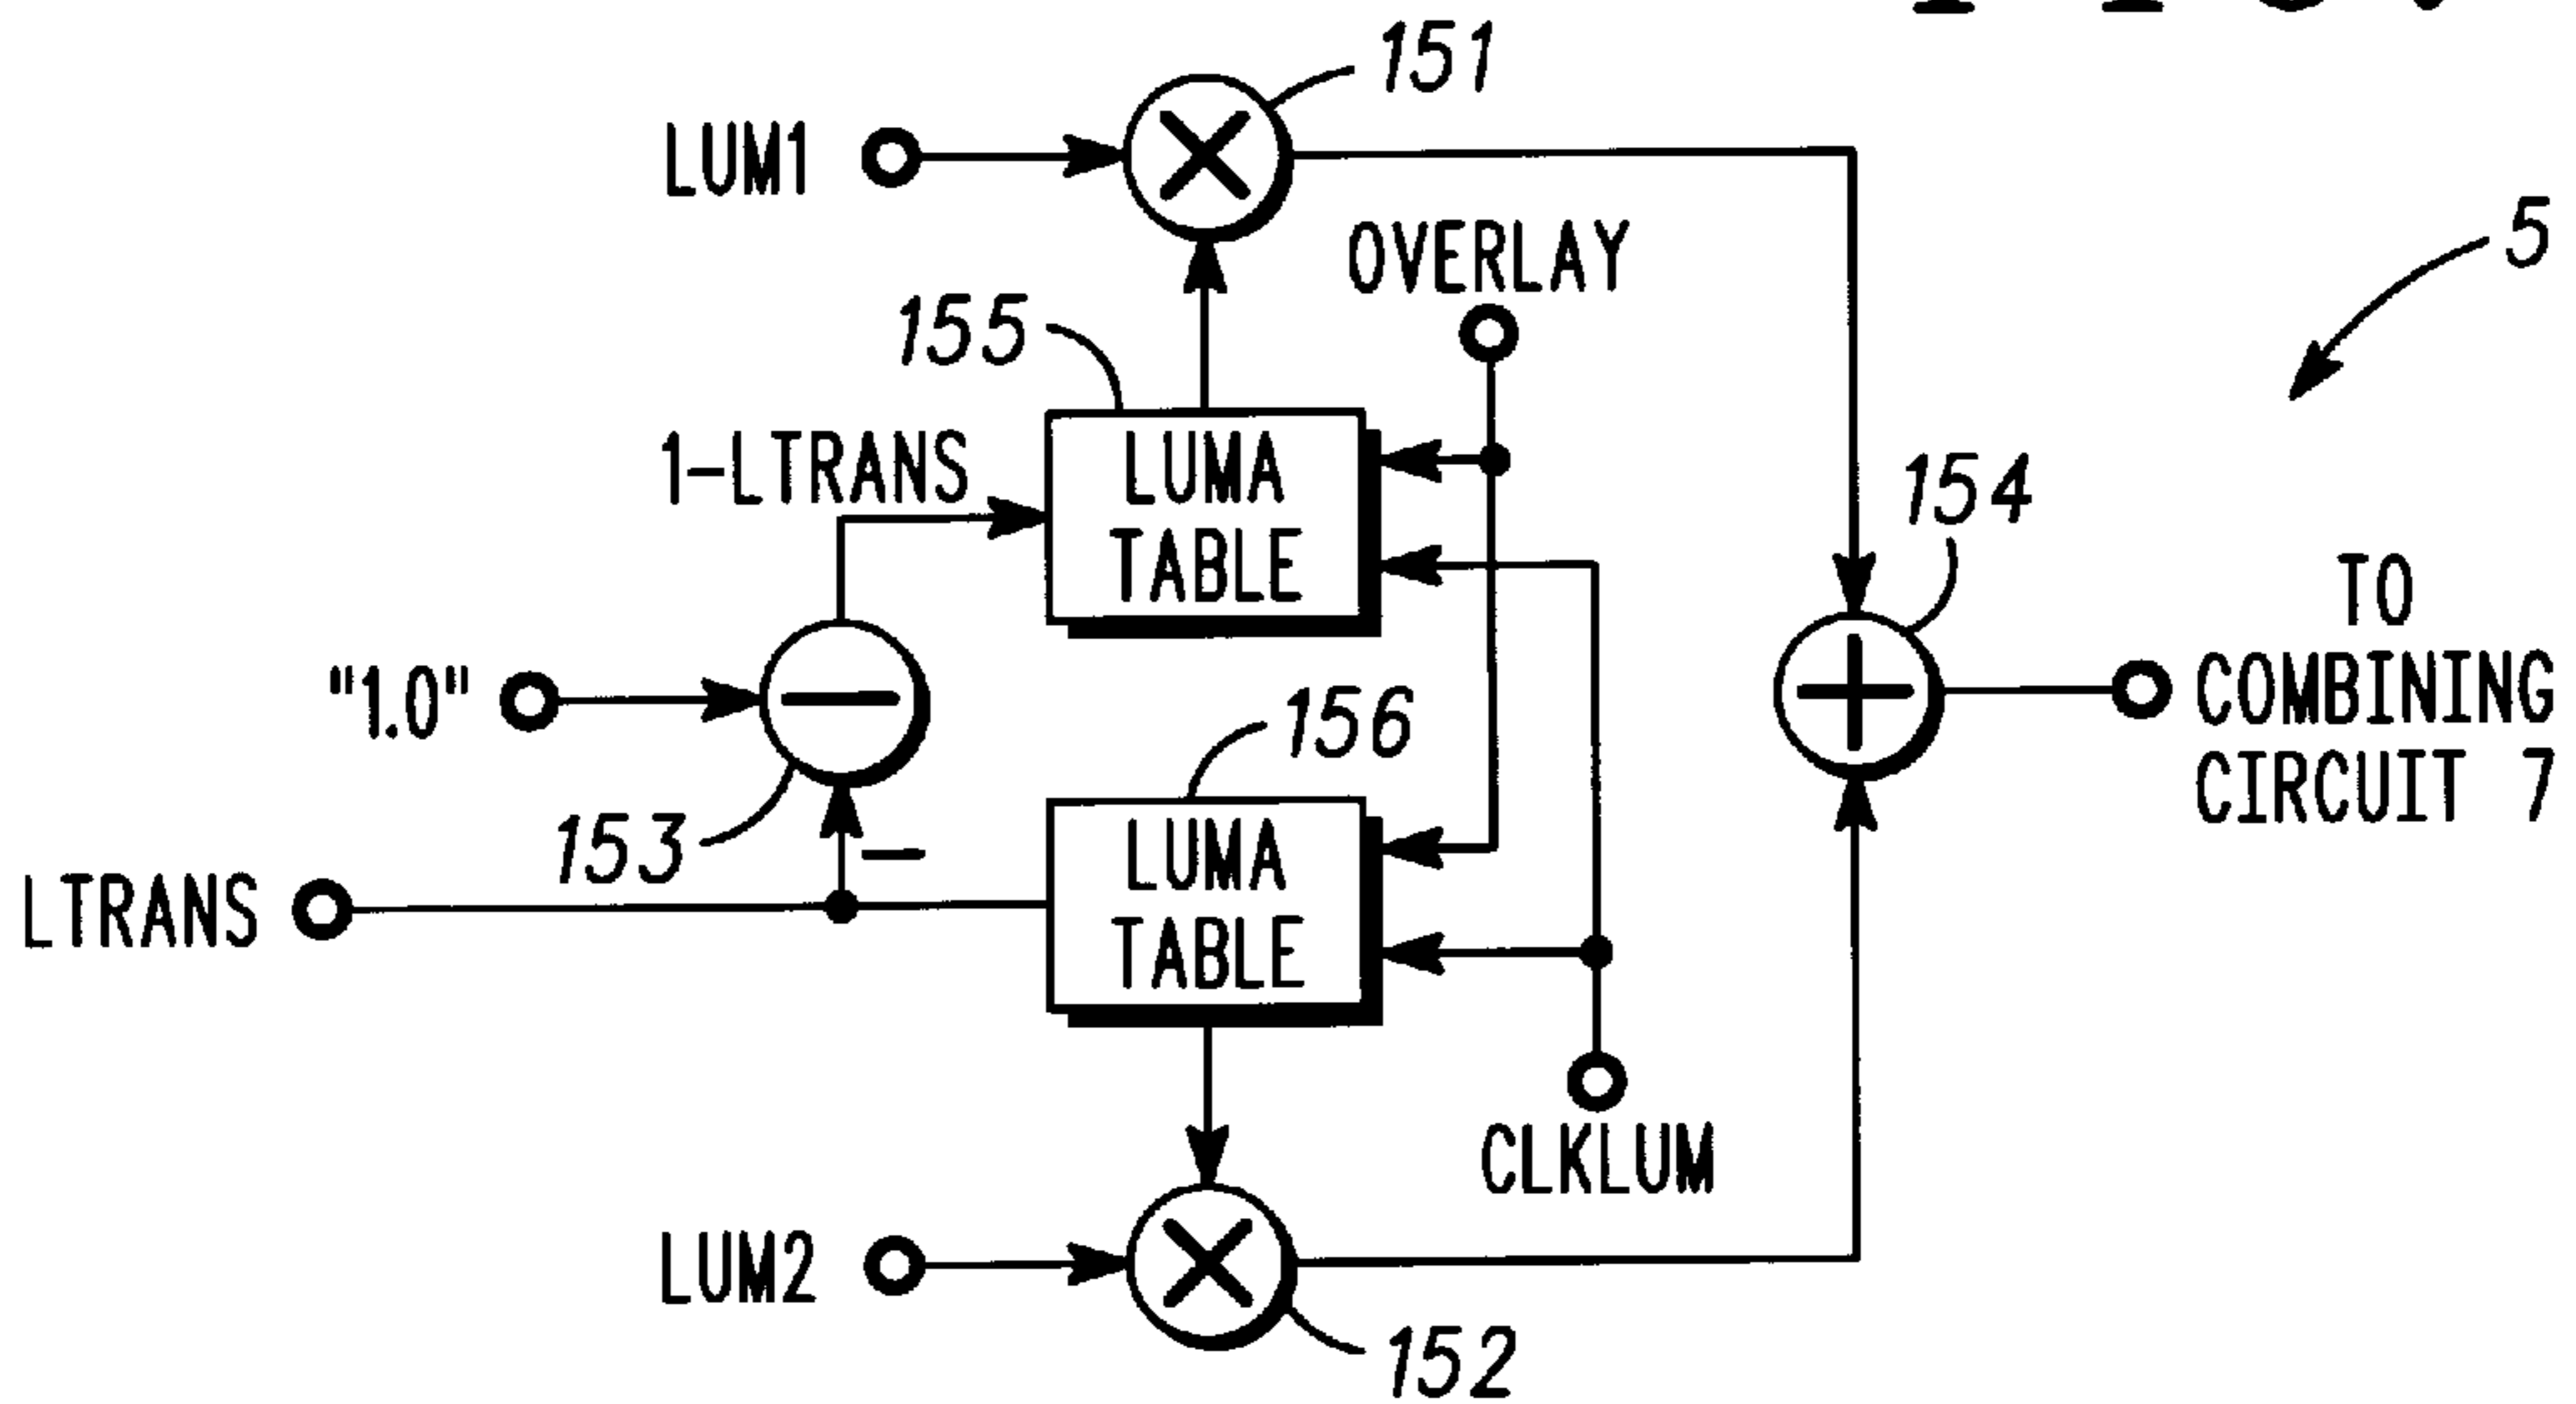 151
LUM1
OVERLAY
5
155
1-LTRANS
LUMA
TABLE
154
TO
COMBINING
CIRCUIT 7
"1.0"
156
153
LUMA
TABLE
LTRANS
CLKLUM
LUM2
152